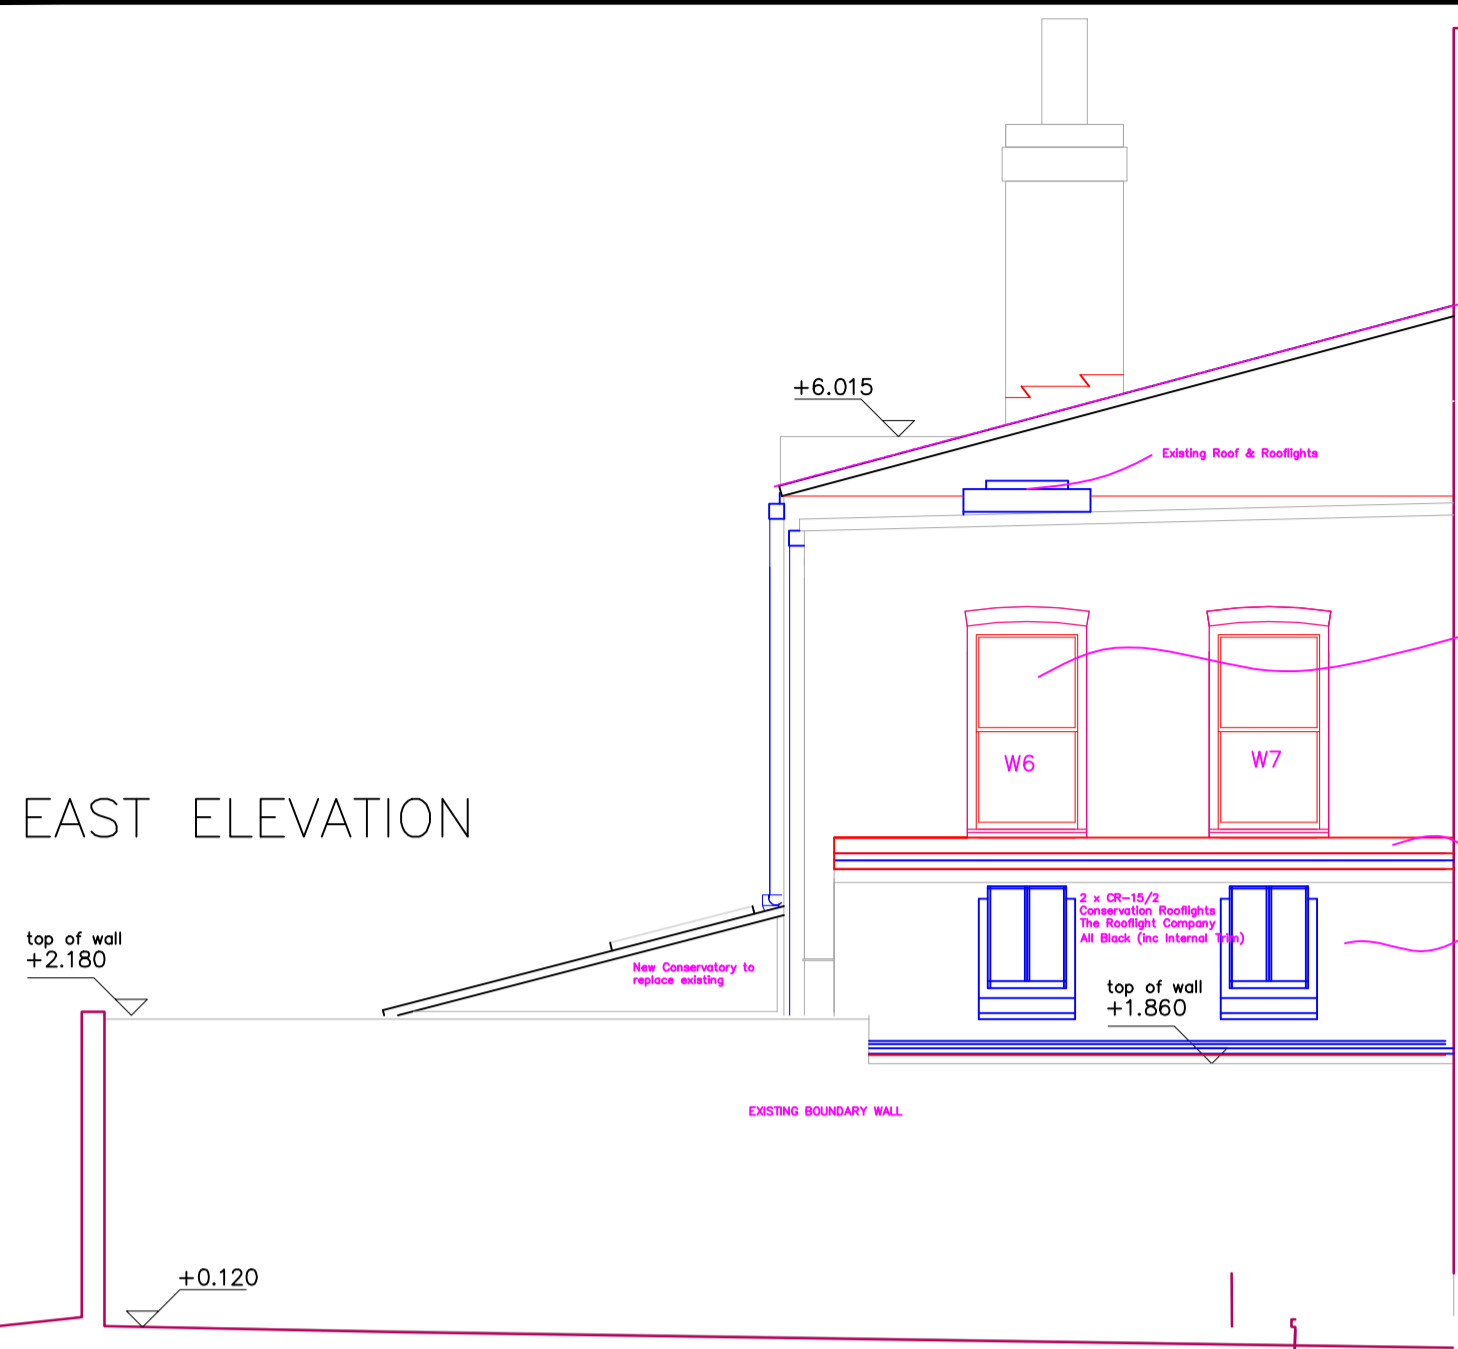 +6.015
Existing Roof & Rooflights
W6
W7
EAST ELEVATION
2 x CR-15/2
Conservation Rooflights
The Rooflight Company
All Black (inc Internal Trim)
top of wall
+2.180
New Conservatory to
replace existing
top of wall
+1.860
EXISTING BOUNDARY WALL
+0.120